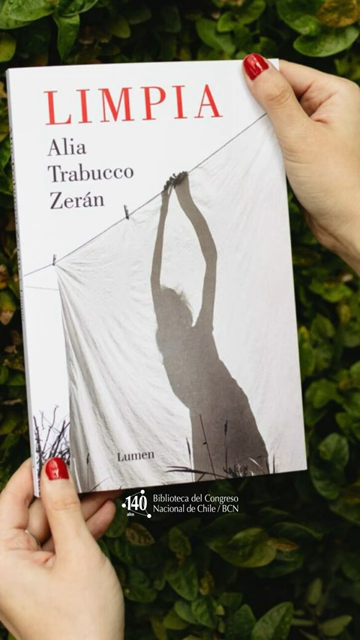 LIMPIA
Alia
Trabucco
Zerán
Lumen
140
años
Biblioteca del Congreso
Nacional de Chile / BCN